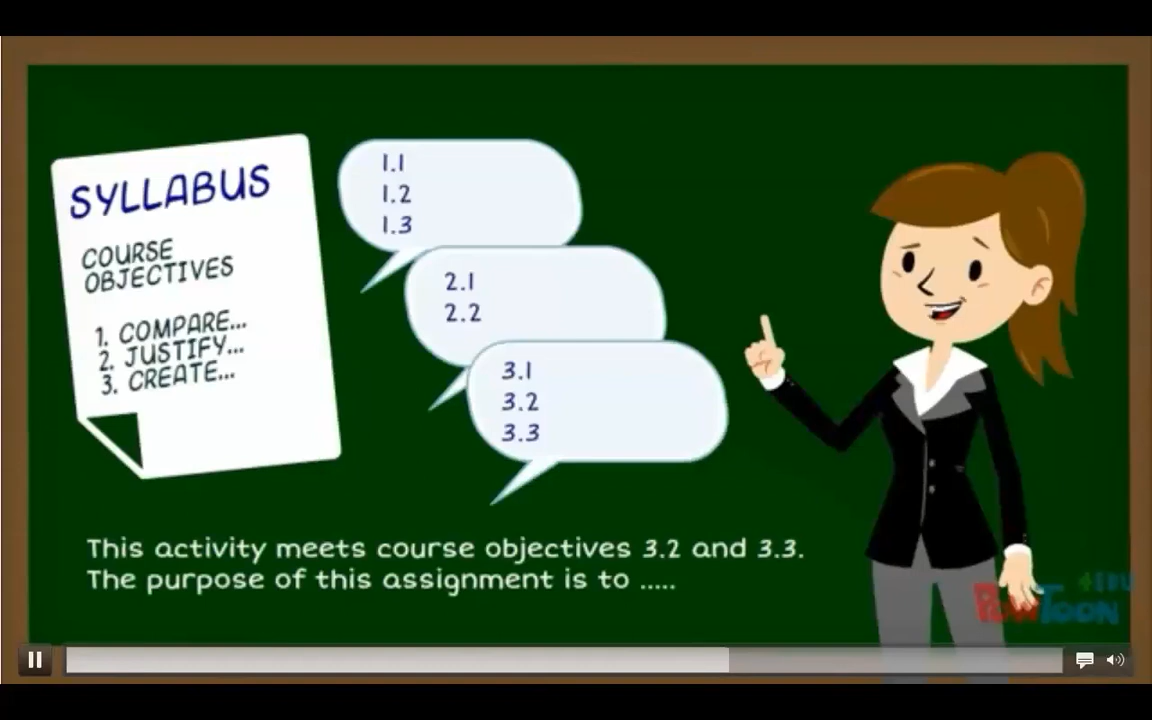 SYLLABUS
COURSE
OBJECTIVES
1. COMPARE...
2. JUSTIFY...
3. CREATE...
1.1
1.2
1.3
2.1
2.2
3.1
3.2
3.3
This activity meets course objectives 3.2 and 3.3.
The purpose of this assignment is to .....
4EDU
POWTOON